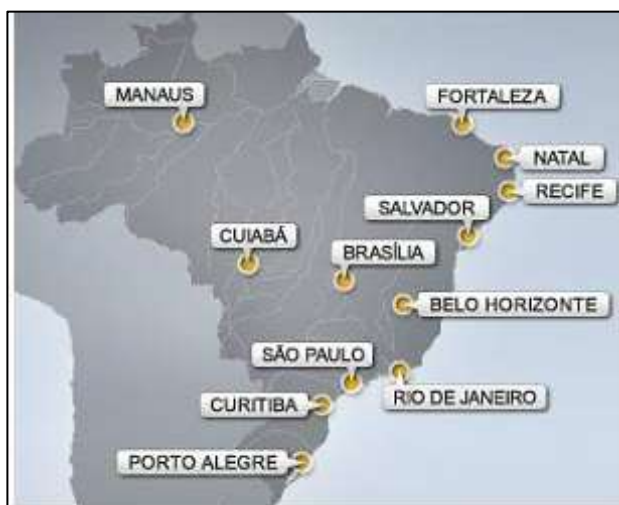 MANAUS
FORTALEZA
NATAL
RECIFE
SALVADOR
CUIABÁ
BRASÍLIA
BELO HORIZONTE
SÃO PAULO
RIO DE JANEIRO
CURITIBA
PORTO ALEGRE